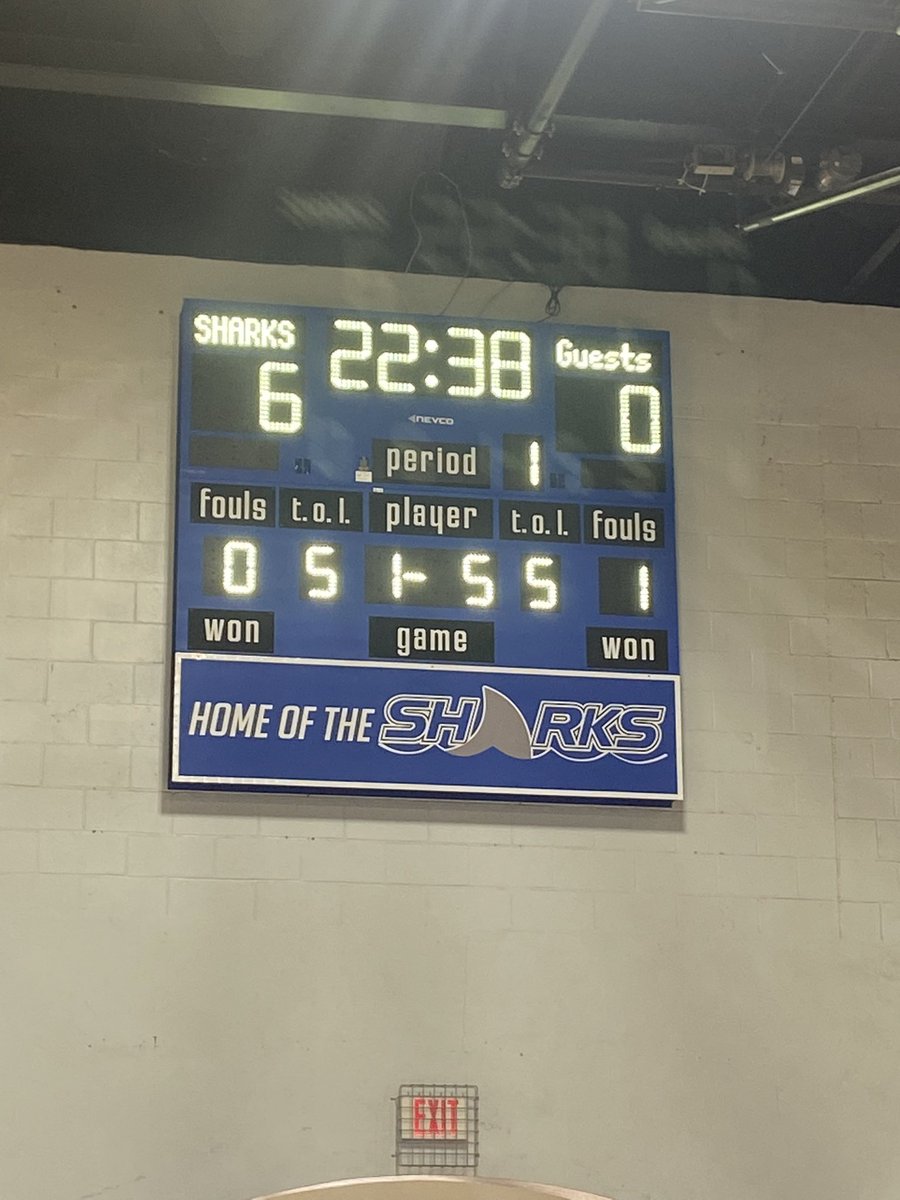 SHARKS 22:38 Guests
6 0
NEVCO
period 1
fouls t.o.l. player t.o.l. fouls
0 5 1- 5 5 1
won game won
HOME OF THE SHARKS
EXIT